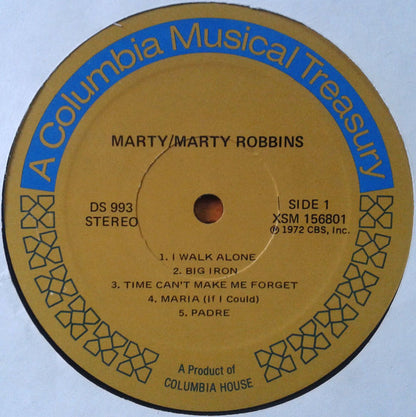 A Columbia Musical Treasury
MARTY/MARTY ROBBINS
DS 993
STEREO
SIDE 1
XSM 156801
℗ 1972 CBS, Inc.
1. I WALK ALONE
2. BIG IRON
3. TIME CAN'T MAKE ME FORGET
4. MARIA (If I Could)
5. PADRE
A Product of
COLUMBIA HOUSE